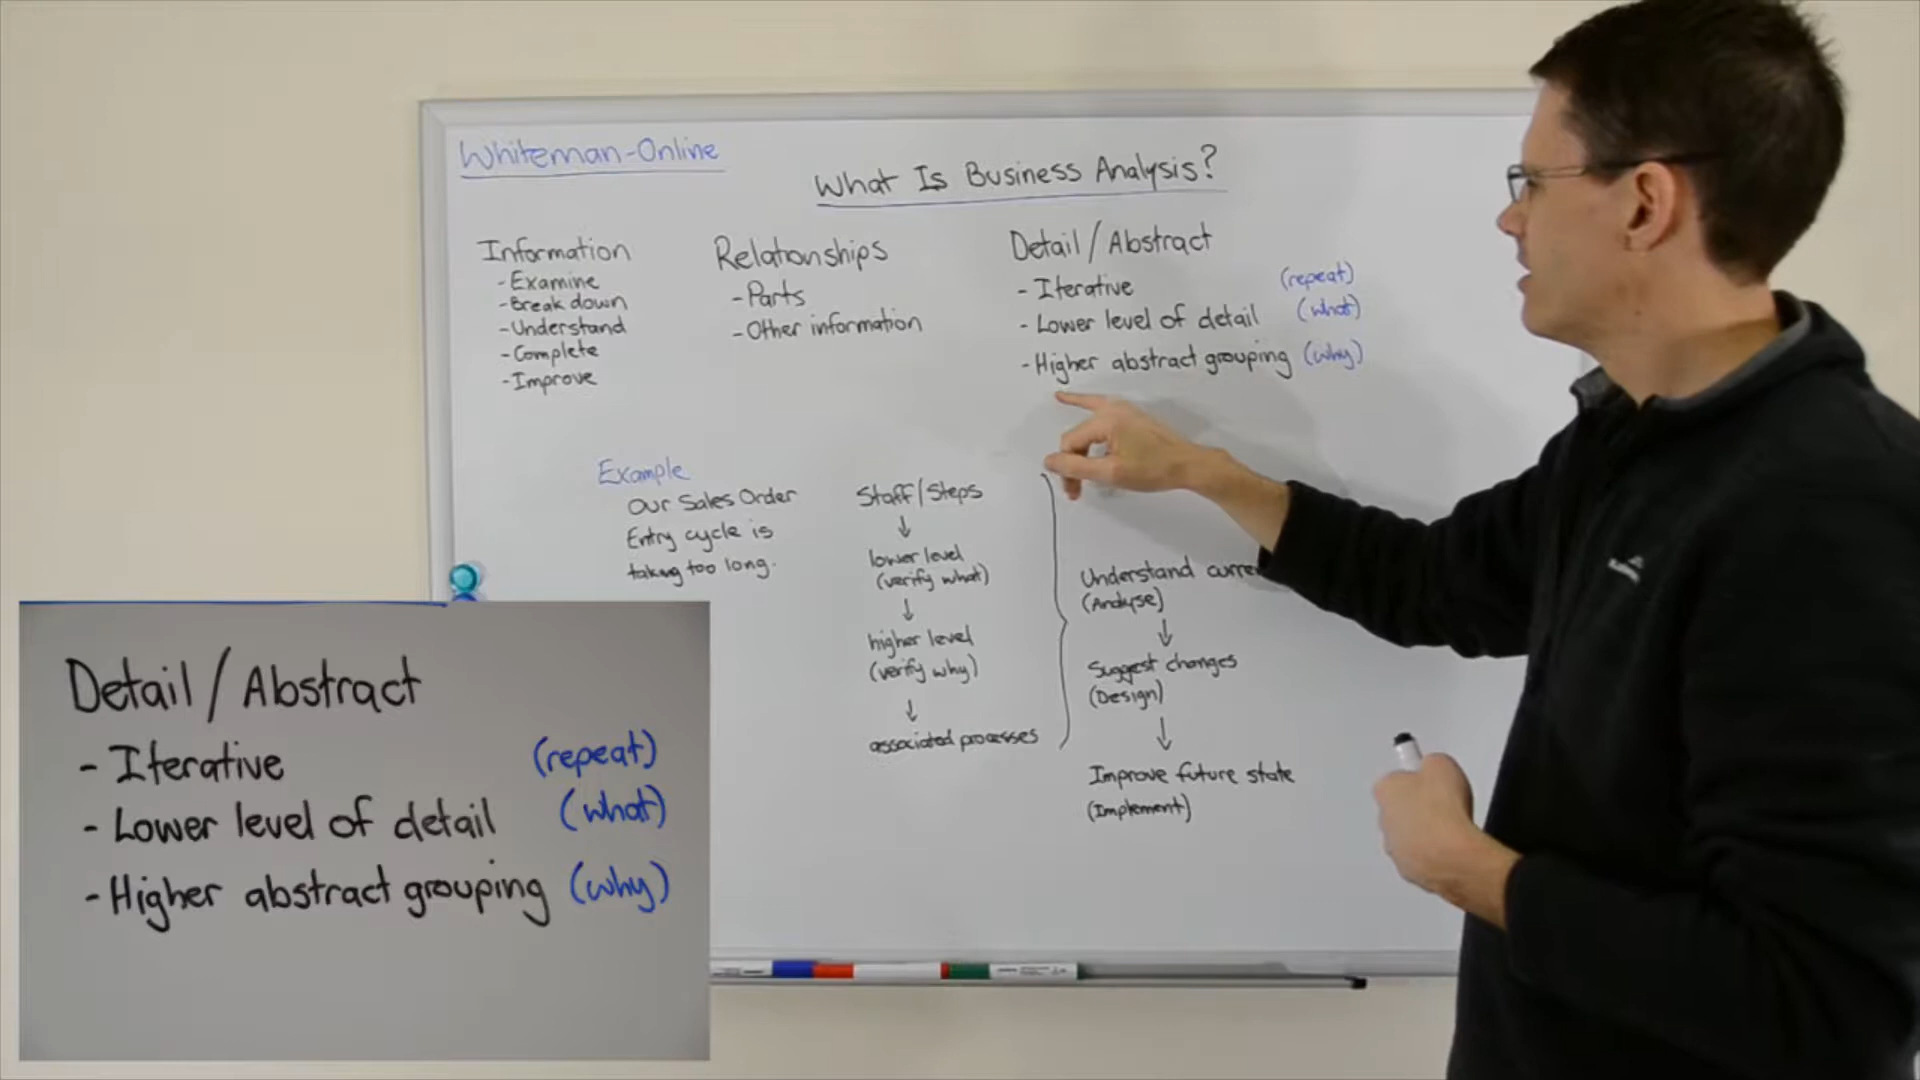 Whiteman-Online
What Is Business Analysis?
Information
-Examine
-Break down
-Understand
-Complete
-Improve
Relationships
-Parts
-Other information
Detail/Abstract
- Iterative (repeat)
- Lower level of detail (what)
- Higher abstract grouping (why)
Example
Our Sales Order
Entry cycle is
taking too long.
Staff/Steps
↓
lower level
(verify what)
↓
higher level
(verify why)
↓
associated processes
Understand curre
(Analyse)
↓
Suggest changes
(Design)
↓
Improve future state
(Implement)
Detail/Abstract
- Iterative (repeat)
- Lower level of detail (what)
- Higher abstract grouping (why)